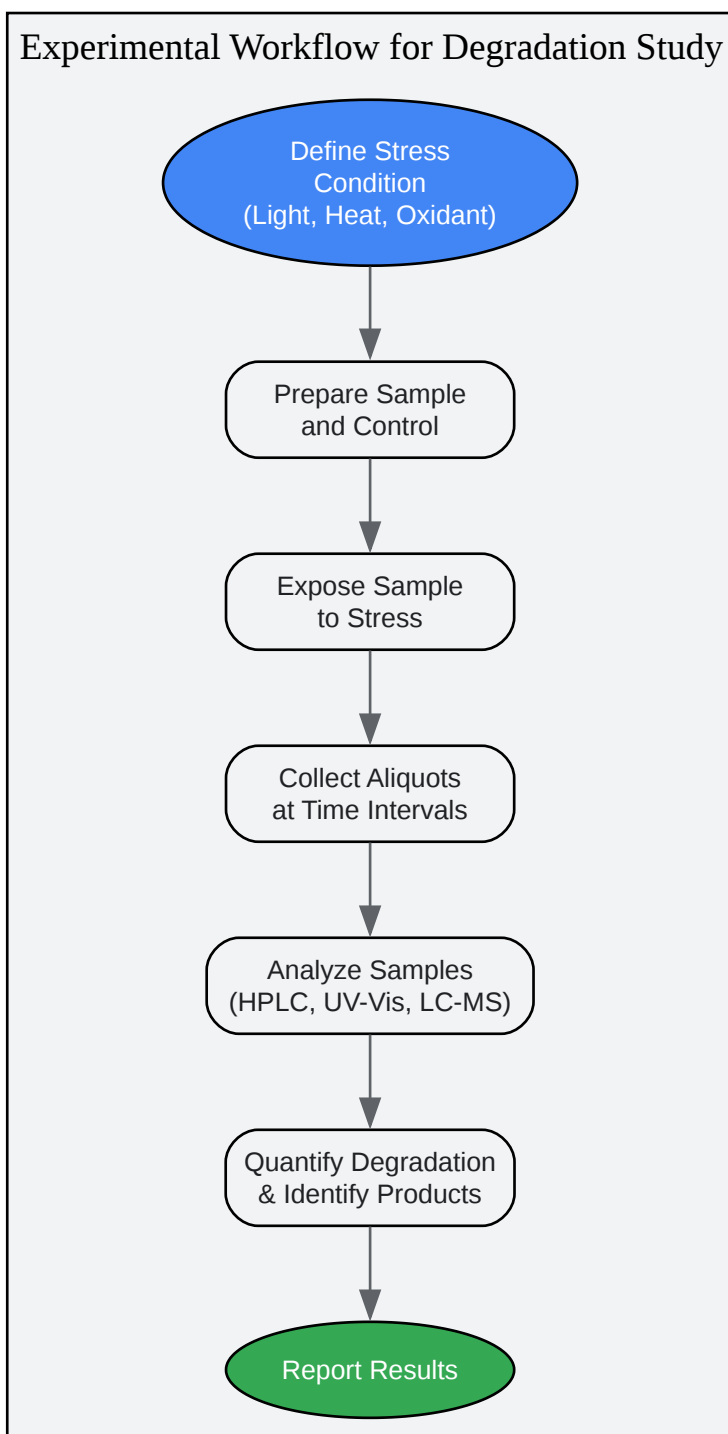 Experimental Workflow for Degradation Study
Define Stress
Condition
(Light, Heat, Oxidant)
Prepare Sample
and Control
Expose Sample
to Stress
Collect Aliquots
at Time Intervals
Analyze Samples
(HPLC, UV-Vis, LC-MS)
Quantify Degradation
& Identify Products
Report Results